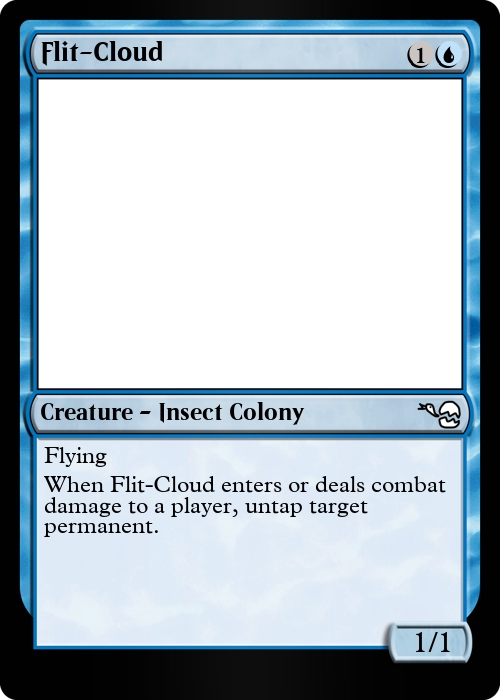 Flit-Cloud 1
Creature – Insect Colony
Flying
When Flit-Cloud enters or deals combat
damage to a player, untap target
permanent.
1/1